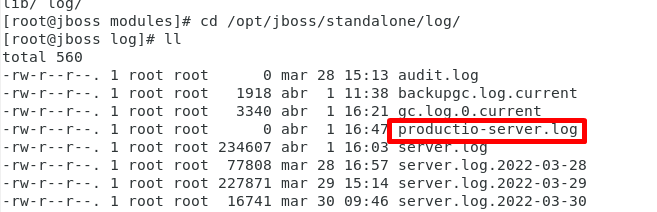 lib/ log/
[root@jboss modules]# cd /opt/jboss/standalone/log/
[root@jboss log]# ll
total 560
-rw-r--r--. 1 root root      0 mar 28 15:13 audit.log
-rw-r--r--. 1 root root   1918 abr  1 11:38 backupgc.log.current
-rw-r--r--. 1 root root   3340 abr  1 16:21 gc.log.0.current
-rw-r--r--. 1 root root      0 abr  1 16:47 productio-server.log
-rw-r--r--. 1 root root 234607 abr  1 16:03 server.log
-rw-r--r--. 1 root root  77808 mar 28 16:57 server.log.2022-03-28
-rw-r--r--. 1 root root 227871 mar 29 15:14 server.log.2022-03-29
-rw-r--r--. 1 root root  16741 mar 30 09:46 server.log.2022-03-30